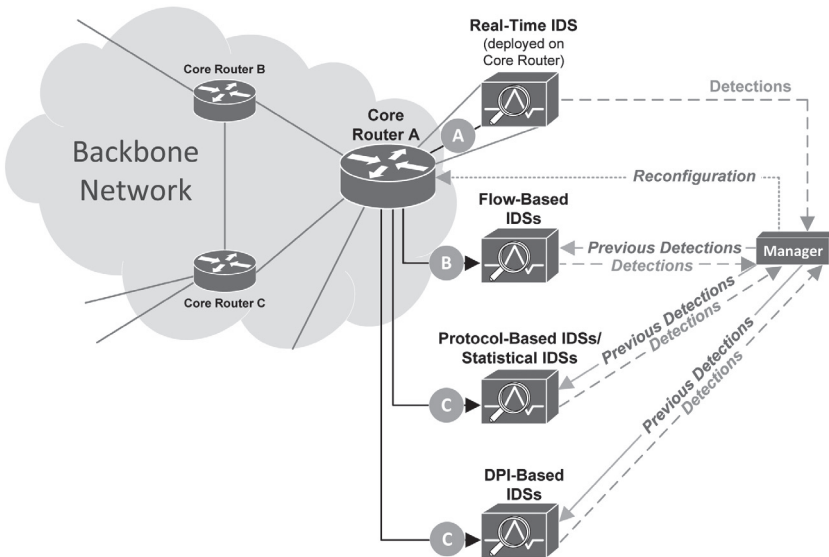 Real-Time IDS
(deployed on
Core Router)
Detections
Core Router B
Core
Router A
A
Backbone
Network
Reconfiguration
Flow-Based
IDSs
Previous Detections
Manager
B
Detections
Core Router C
Protocol-Based IDSs/
Statistical IDSs
Previous Detections
Detections
C
Previous Detections
Detections
DPI-Based
IDSs
C